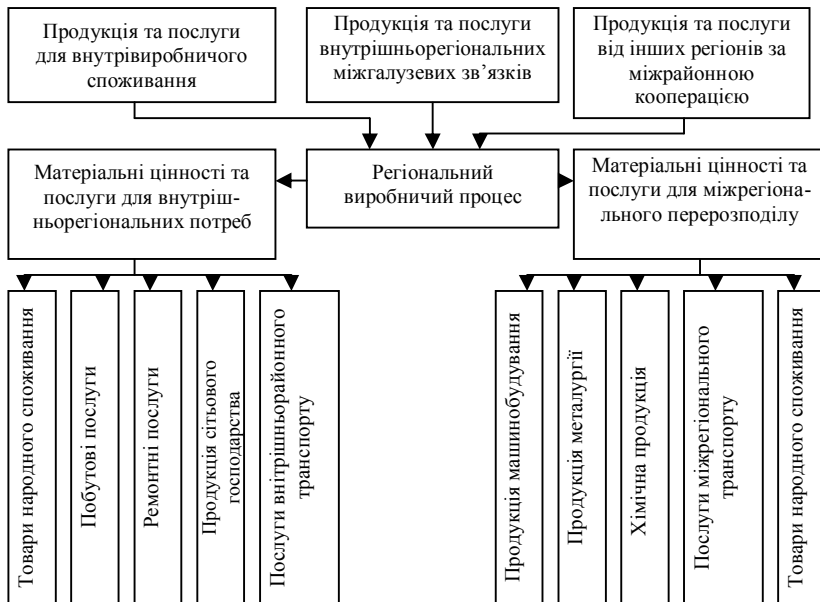 Продукція та послуги
для внутрівиробничого
споживання
Продукція та послуги
внутрішньорегіональних
міжгалузевих зв’язків
Продукція та послуги
від інших регіонів за
міжрайонною
кооперацією
Матеріальні цінності та
послуги для внутріш-
ньорегіональних потреб
Регіональний
виробничий процес
Матеріальні цінності та
послуги для міжрегіона-
льного перерозподілу
Товари народного споживання
Побутові послуги
Ремонтні послуги
Продукція сітьового
господарства
Послуги внітрішньорайонного
транспорту
Продукція машинобудування
Продукція металургії
Хімічна продукція
Послуги міжрегіонального
транспорту
Товари народного споживання